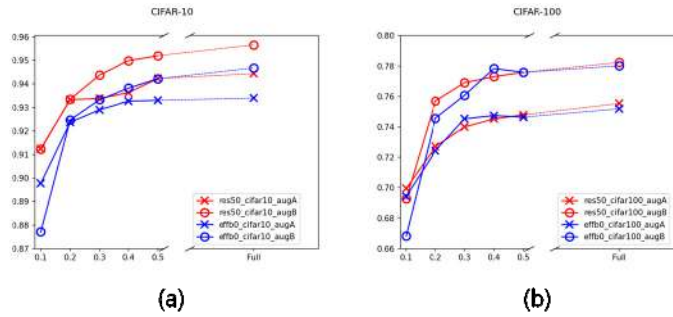 CIFAR-10
0.96
0.95
0.94
0.93
0.92
0.91
0.90
0.89
0.88
0.87
0.1 0.2 0.3 0.4 0.5 Full
res50_cifar10_augA
res50_cifar10_augB
effb0_cifar10_augA
effb0_cifar10_augB
(a)
CIFAR-100
0.80
0.78
0.76
0.74
0.72
0.70
0.68
0.66
0.1 0.2 0.3 0.4 0.5 Full
res50_cifar100_augA
res50_cifar100_augB
effb0_cifar100_augA
effb0_cifar100_augB
(b)